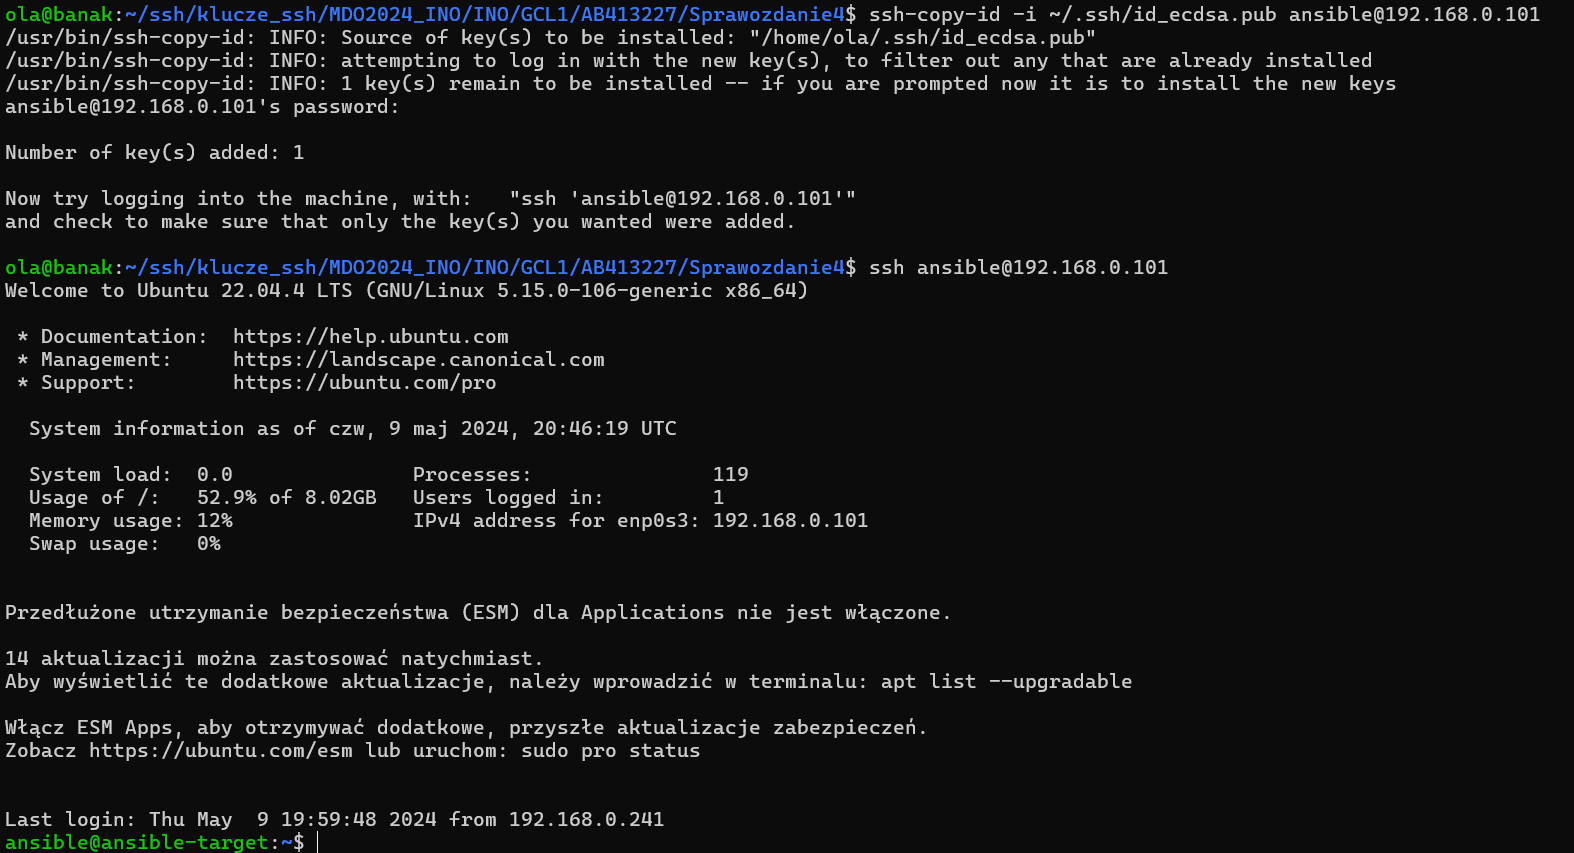 ola@banak:~/ssh/klucze_ssh/MDO2024_INO/INO/GCL1/AB413227/Sprawozdanie4$ ssh-copy-id -i ~/.ssh/id_ecdsa.pub ansible@192.168.0.101
/usr/bin/ssh-copy-id: INFO: Source of key(s) to be installed: "/home/ola/.ssh/id_ecdsa.pub"
/usr/bin/ssh-copy-id: INFO: attempting to log in with the new key(s), to filter out any that are already installed
/usr/bin/ssh-copy-id: INFO: 1 key(s) remain to be installed -- if you are prompted now it is to install the new keys
ansible@192.168.0.101's password:
Number of key(s) added: 1
Now try logging into the machine, with:   "ssh 'ansible@192.168.0.101'"
and check to make sure that only the key(s) you wanted were added.
ola@banak:~/ssh/klucze_ssh/MDO2024_INO/INO/GCL1/AB413227/Sprawozdanie4$ ssh ansible@192.168.0.101
Welcome to Ubuntu 22.04.4 LTS (GNU/Linux 5.15.0-106-generic x86_64)
 * Documentation:  https://help.ubuntu.com
 * Management:     https://landscape.canonical.com
 * Support:        https://ubuntu.com/pro
  System information as of czw, 9 maj 2024, 20:46:19 UTC
  System load:  0.0               Processes:               119
  Usage of /:   52.9% of 8.02GB   Users logged in:         1
  Memory usage: 12%               IPv4 address for enp0s3: 192.168.0.101
  Swap usage:   0%
Przedłużone utrzymanie bezpieczeństwa (ESM) dla Applications nie jest włączone.
14 aktualizacji można zastosować natychmiast.
Aby wyświetlić te dodatkowe aktualizacje, należy wprowadzić w terminalu: apt list --upgradable
Włącz ESM Apps, aby otrzymywać dodatkowe, przyszłe aktualizacje zabezpieczeń.
Zobacz https://ubuntu.com/esm lub uruchom: sudo pro status
Last login: Thu May  9 19:59:48 2024 from 192.168.0.241
ansible@ansible-target:~$